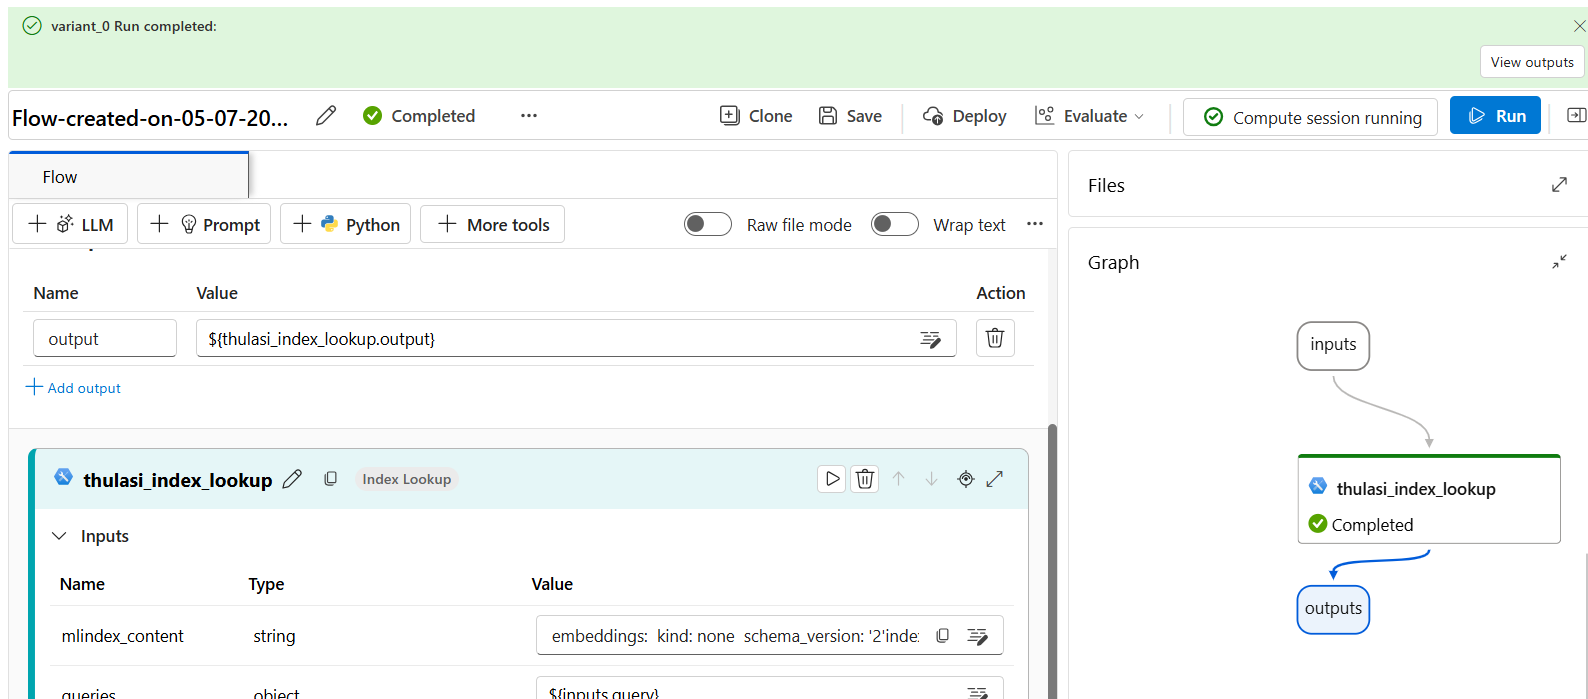 variant_0 Run completed:
View outputs
Flow-created-on-05-07-20...
Completed
Clone
Save
Deploy
Evaluate
Compute session running
Run
Flow
LLM
Prompt
Python
More tools
Raw file mode
Wrap text
Name Value Action
output ${thulasi_index_lookup.output}
Add output
thulasi_index_lookup Index Lookup
Inputs
Name Type Value
mlindex_content string embeddings: kind: none schema_version: '2'inde
queries object ${inputs.query}
Files
Graph
inputs
thulasi_index_lookup
Completed
outputs